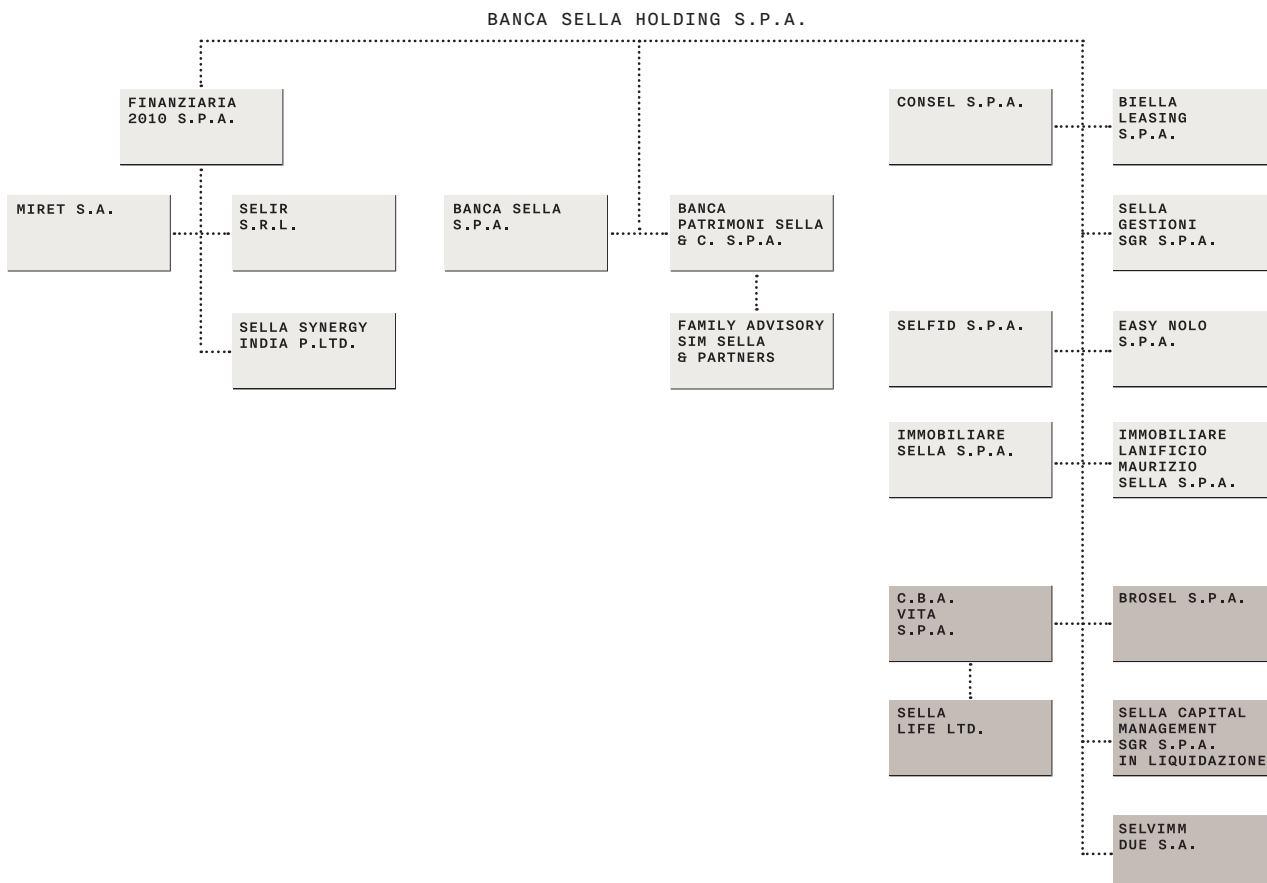 BANCA SELLA HOLDING S.P.A.
FINANZIARIA
2010 S.P.A.
CONSEL S.P.A.
BIELLA
LEASING
S.P.A.
MIRET S.A.
SELIR
S.R.L.
BANCA SELLA
S.P.A.
BANCA
PATRIMONI SELLA
& C. S.P.A.
SELLA
GESTIONI
SGR S.P.A.
SELLA SYNERGY
INDIA P.LTD.
FAMILY ADVISORY
SIM SELLA
& PARTNERS
SELFID S.P.A.
EASY NOLO
S.P.A.
IMMOBILIARE
SELLA S.P.A.
IMMOBILIARE
LANIFICIO
MAURIZIO
SELLA S.P.A.
C.B.A.
VITA
S.P.A.
BROSEL S.P.A.
SELLA
LIFE LTD.
SELLA CAPITAL
MANAGEMENT
SGR S.P.A.
IN LIQUIDAZIONE
SELVIMM
DUE S.A.